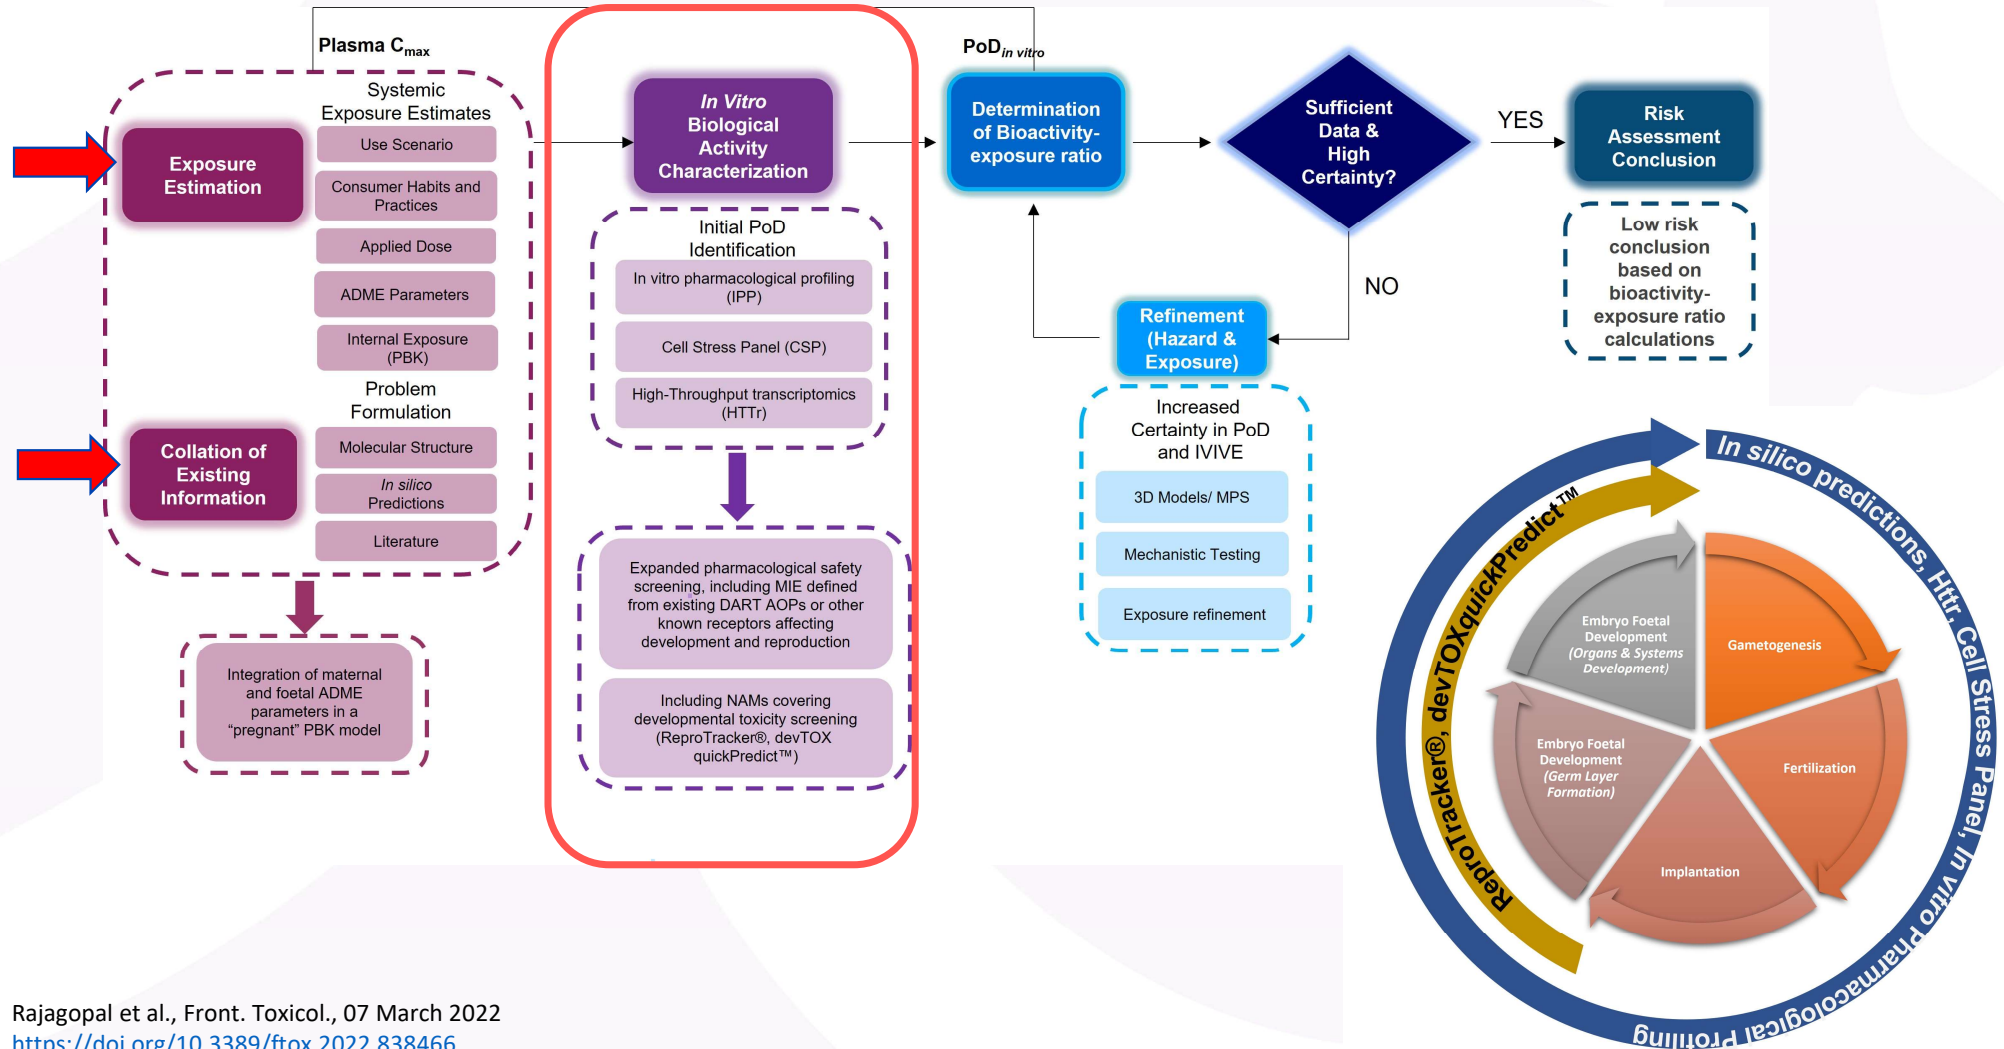 Plasma Cmax
Systemic
Exposure Estimates
Exposure
Estimation
Use Scenario
Consumer Habits and
Practices
Applied Dose
ADME Parameters
Internal Exposure
(PBK)
Problem
Formulation
Collation of
Existing
Information
Molecular Structure
In silico
Predictions
Literature
Integration of maternal
and foetal ADME
parameters in a
“pregnant” PBK model
In Vitro
Biological
Activity
Characterization
Initial PoD
Identification
In vitro pharmacological profiling
(IPP)
Cell Stress Panel (CSP)
High-Throughput transcriptomics
(HTTr)
Expanded pharmacological safety
screening, including MIE defined
from existing DART AOPs or other
known receptors affecting
development and reproduction
Including NAMs covering
developmental toxicity screening
(ReproTracker®, devTOX
quickPredict™)
PoDin vitro
Determination
of Bioactivity-
exposure ratio
Sufficient
Data &
High
Certainty?
YES
NO
Risk
Assessment
Conclusion
Low risk
conclusion
based on
bioactivity-
exposure ratio
calculations
Refinement
(Hazard &
Exposure)
Increased
Certainty in PoD
and IVIVE
3D Models/ MPS
Mechanistic Testing
Exposure refinement
In silico predictions, Httr, Cell Stress Panel, In vitro Pharmacological Profiling
ReproTracker®, devTOXquickPredict™
Gametogenesis
Fertilization
Implantation
Embryo Foetal
Development
(Germ Layer
Formation)
Embryo Foetal
Development
(Organs & Systems
Development)
Rajagopal et al., Front. Toxicol., 07 March 2022
https://doi.org/10.3389/ftox.2022.838466